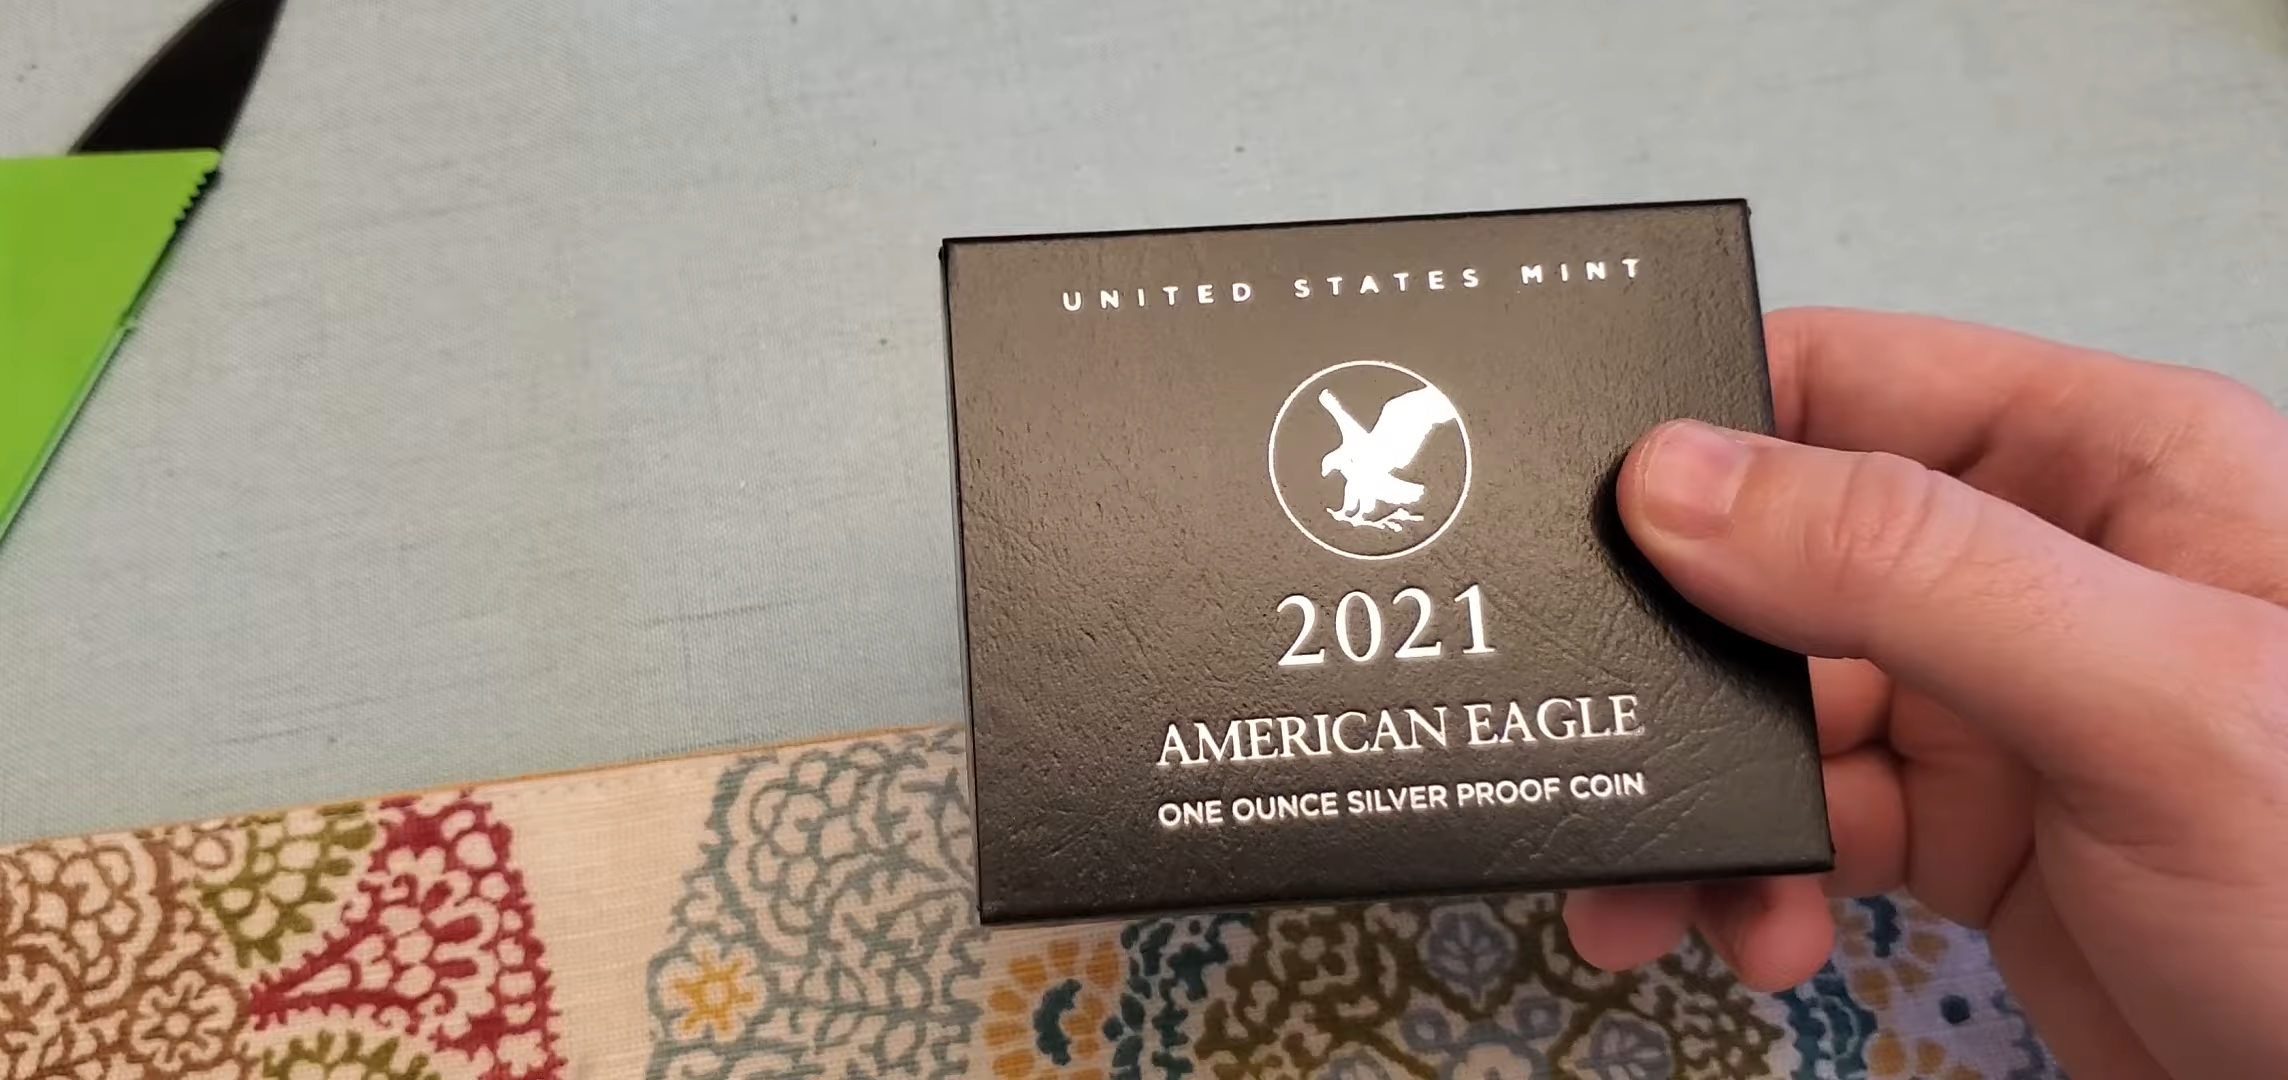 UNITED STATES MINT
2021
AMERICAN EAGLE
ONE OUNCE SILVER PROOF COIN